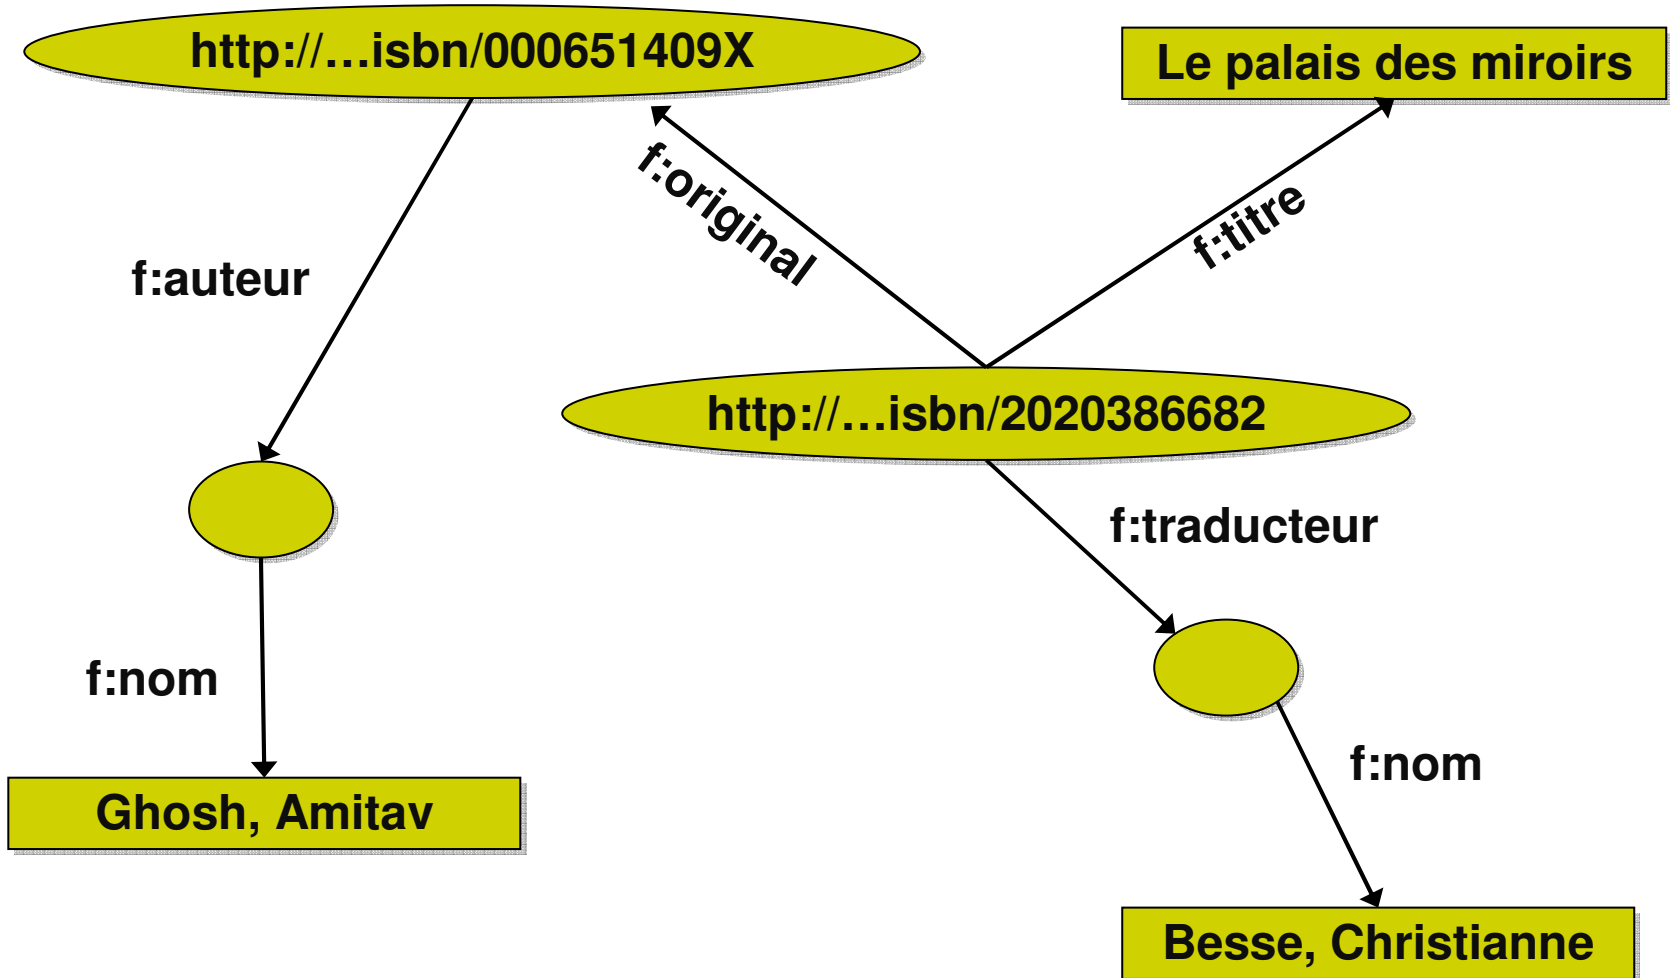 http://…isbn/000651409X
Le palais des miroirs
f:original
f:titre
f:auteur
http://…isbn/2020386682
f:traducteur
f:nom
f:nom
Ghosh, Amitav
Besse, Christianne